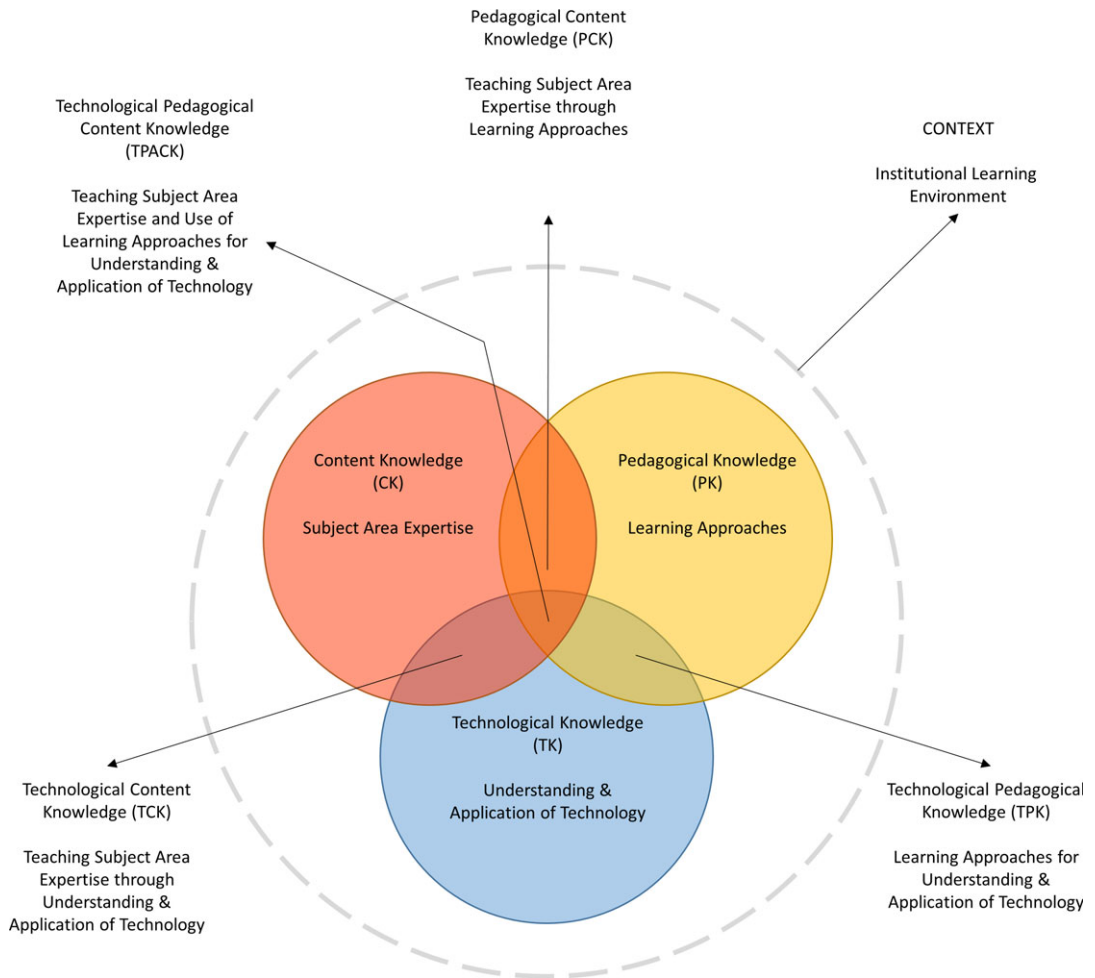 Pedagogical Content
Knowledge (PCK)
Teaching Subject Area
Expertise through
Learning Approaches
Technological Pedagogical
Content Knowledge
(TPACK)
Teaching Subject Area
Expertise and Use of
Learning Approaches for
Understanding &
Application of Technology
CONTEXT
Institutional Learning
Environment
Content Knowledge
(CK)
Subject Area Expertise
Pedagogical Knowledge
(PK)
Learning Approaches
Technological Knowledge
(TK)
Understanding &
Application of Technology
Technological Content
Knowledge (TCK)
Teaching Subject Area
Expertise through
Understanding &
Application of Technology
Technological Pedagogical
Knowledge (TPK)
Learning Approaches for
Understanding &
Application of Technology